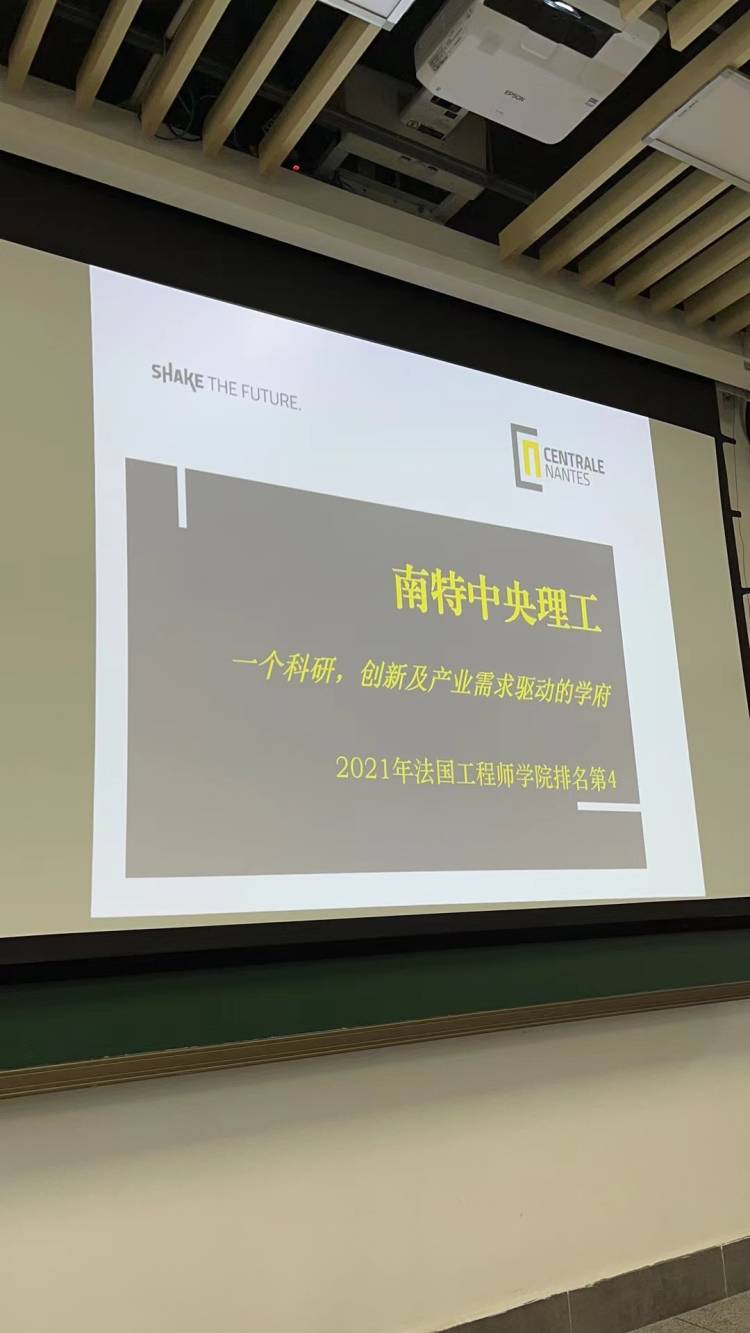 EPSON
SHAKE THE FUTURE.
CENTRALE
NANTES
南特中央理工
一个科研，创新及产业需求驱动的学府
2021年法国工程师学院排名第4